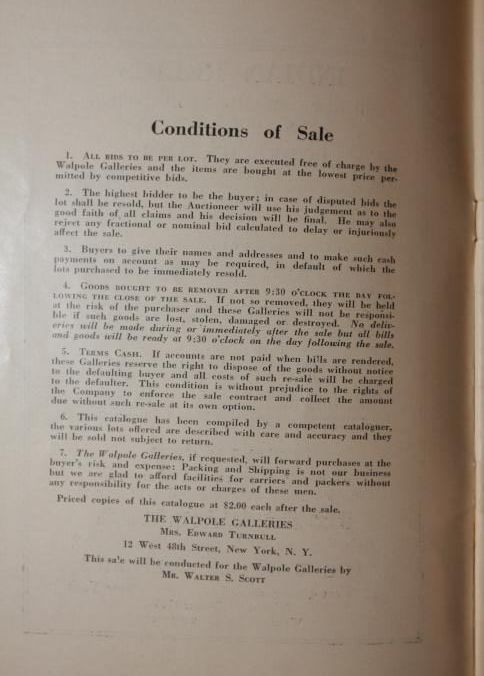 Conditions of Sale
1. ALL BIDS TO BE PER LOT. They are executed free of charge by the
Walpole Galleries and the items are bought at the lowest price per-
mitted by competitive bids.
2. The highest bidder to be the buyer; in case of disputed bids the
lot shall be resold, but the Auctioneer will use his judgement as to the
good faith of all claims and his decision will be final. He may also
reject any fractional or nominal bid calculated to delay or injuriously
affect the sale.
3. Buyers to give their names and addresses and to make such cash
payments on account as may be required, in default of which the
lots purchased to be immediately resold.
4. GOODS BOUGHT TO BE REMOVED AFTER 9:30 O'CLOCK THE DAY FOL-
LOWING THE CLOSE OF THE SALE. If not so removed, they will be held
at the risk of the purchaser and these Galleries will not be responsi-
ble if such goods are lost, stolen, damaged or destroyed. No deliv-
eries will be made during or immediately after the sale but all bills
and goods will be ready at 9:30 o'clock on the day following the sale.
5. TERMS CASH. If accounts are not paid when bills are rendered,
these Galleries reserve the right to dispose of the goods without notice
to the defaulting buyer and all costs of such re-sale will be charged
to the defaulter. This condition is without prejudice to the rights of
the Company to enforce the sale contract and collect the amount
due without such re-sale at its own option.
6. This catalogue has been compiled by a competent cataloguer,
the various lots offered are described with care and accuracy and they
will be sold not subject to return.
7. The Walpole Galleries, if requested, will forward purchases at the
buyer's risk and expense: Packing and Shipping is not our business
but we are glad to afford facilities for carriers and packers without
any responsibility for the acts or charges of these men.
Priced copies of this catalogue at $2.00 each after the sale.
THE WALPOLE GALLERIES
MRS. EDWARD TURNBULL
12 West 48th Street, New York, N. Y.
This sale will be conducted for the Walpole Galleries by
MR. WALTER S. SCOTT